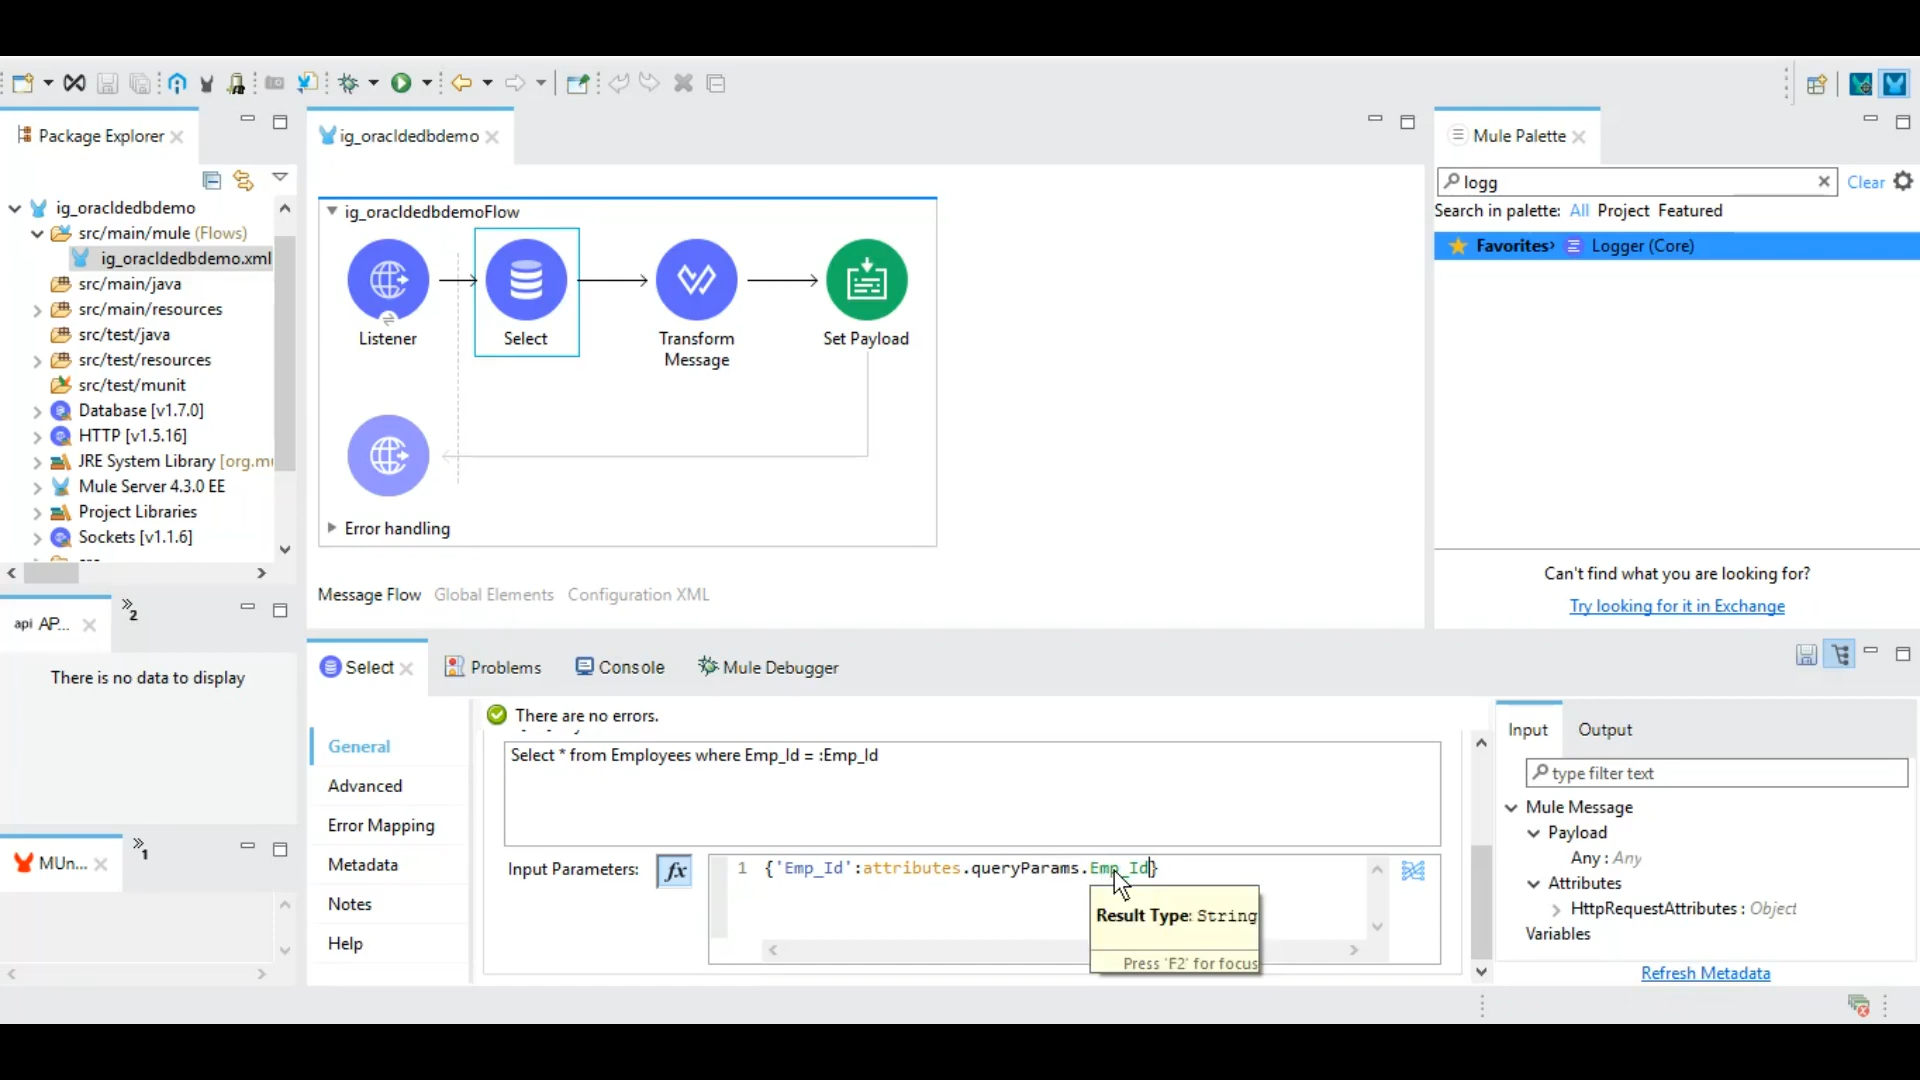 Package Explorer
ig_oracldedbdemo
src/main/mule (Flows)
ig_oracldedbdemo.xml
src/main/java
src/main/resources
src/test/java
src/test/resources
src/test/munit
Database [v1.7.0]
HTTP [v1.5.16]
JRE System Library [org.mu
Mule Server 4.3.0 EE
Project Libraries
Sockets [v1.1.6]
api AP...
2
There is no data to display
MUn...
1
ig_oracldedbdemo
ig_oracldedbdemoFlow
Listener
Select
Transform
Message
Set Payload
Error handling
Message Flow Global Elements Configuration XML
Mule Palette
logg
Clear
Search in palette: All Project Featured
Favorites› Logger (Core)
Can't find what you are looking for?
Try looking for it in Exchange
Select Problems Console Mule Debugger
General
Advanced
Error Mapping
Metadata
Notes
Help
There are no errors.
Select * from Employees where Emp_Id = :Emp_Id
Input Parameters: fx 1 {'Emp_Id':attributes.queryParams.Emp_Id}
Result Type: String
Press 'F2' for focus
Input Output
type filter text
Mule Message
Payload
Any : Any
Attributes
HttpRequestAttributes : Object
Variables
Refresh Metadata